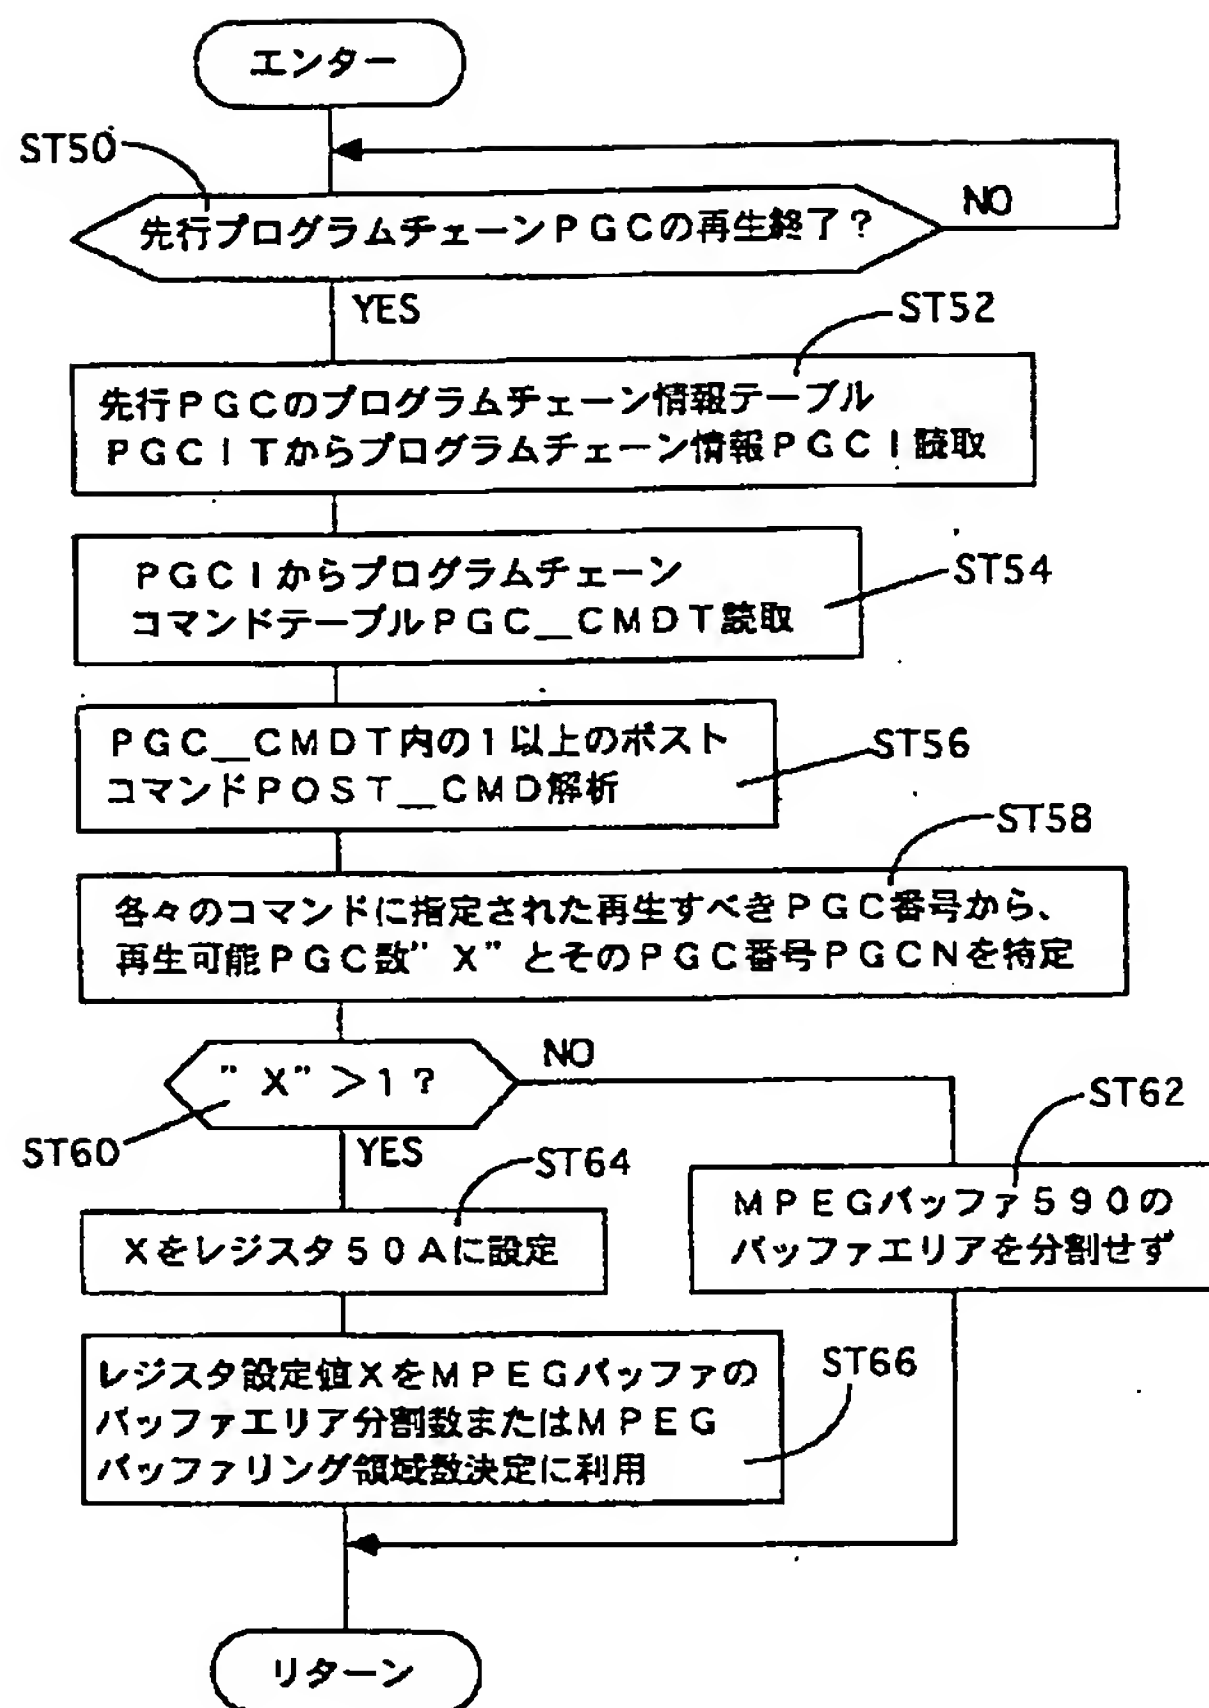 エンター
ST50
先行プログラムチェーンPGCの再生終了?
NO
YES
ST52
先行PGCのプログラムチェーン情報テーブル
PGCITからプログラムチェーン情報PGCI読取
PGCIからプログラムチェーン
コマンドテーブルPGC_CMDT読取
ST54
PGC_CMDT内の1以上のポスト
コマンドPOST_CMD解析
ST56
ST58
各々のコマンドに指定された再生すべきPGC番号から、
再生可能PGC数"X"とそのPGC番号PGCNを特定
"X">1?
NO
ST60
YES
ST62
ST64
MPEGバッファ590の
バッファエリアを分割せず
Xをレジスタ50Aに設定
レジスタ設定値XをMPEGバッファの
バッファエリア分割数またはMPEG
バッファリング領域数決定に利用
ST66
リターン